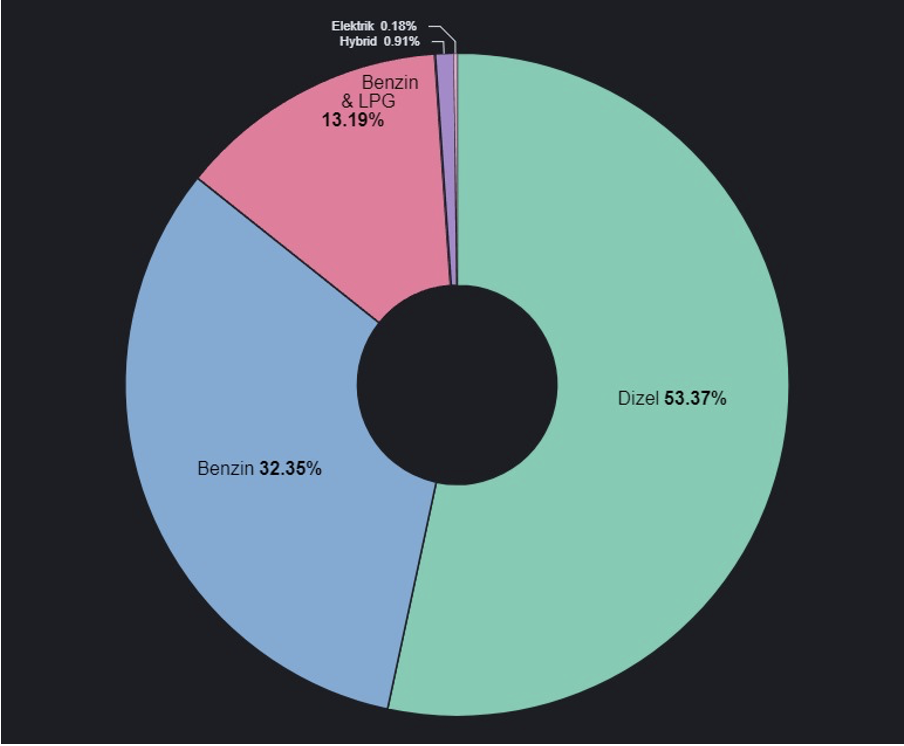 Elektrik 0.18%
Hybrid 0.91%
Benzin
& LPG
13.19%
Dizel 53.37%
Benzin 32.35%